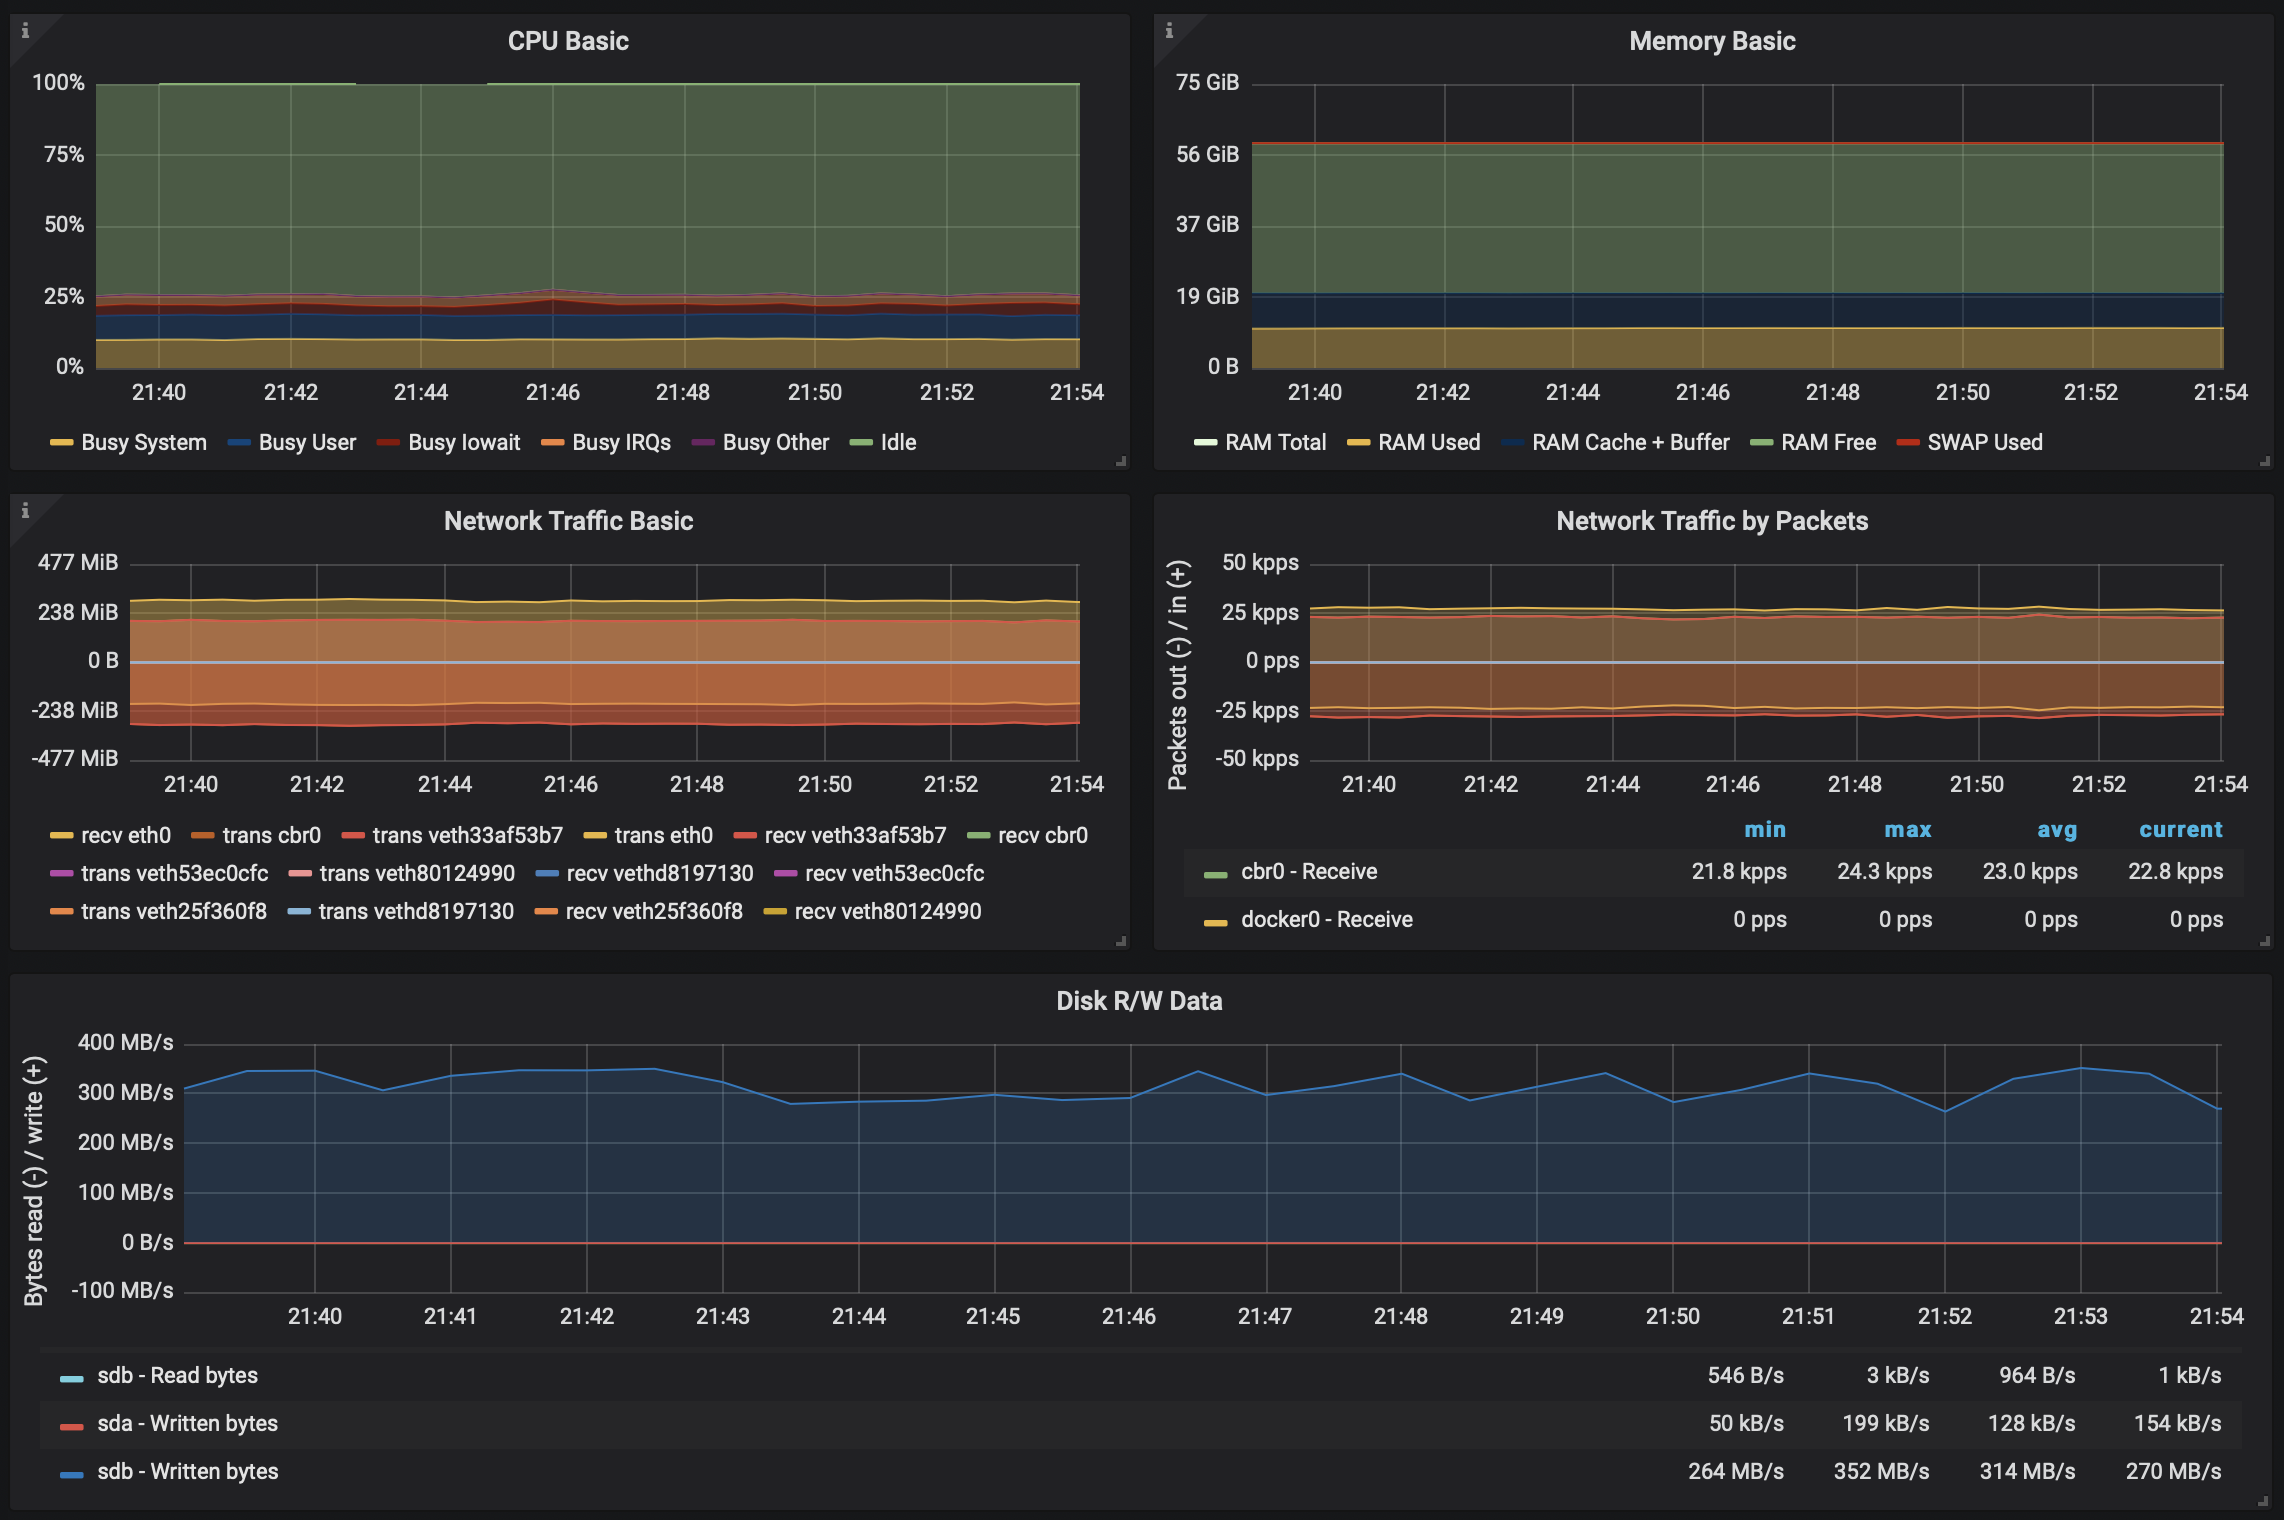 CPU Basic
100%
75%
50%
25%
0%
21:40 21:42 21:44 21:46 21:48 21:50 21:52 21:54
Busy System Busy User Busy Iowait Busy IRQs Busy Other Idle
Memory Basic
75 GiB
56 GiB
37 GiB
19 GiB
0 B
21:40 21:42 21:44 21:46 21:48 21:50 21:52 21:54
RAM Total RAM Used RAM Cache + Buffer RAM Free SWAP Used
Network Traffic Basic
477 MiB
238 MiB
0 B
-238 MiB
-477 MiB
21:40 21:42 21:44 21:46 21:48 21:50 21:52 21:54
recv eth0 trans cbr0 trans veth33af53b7 trans eth0 recv veth33af53b7 recv cbr0
trans veth53ec0cfc trans veth80124990 recv vethd8197130 recv veth53ec0cfc
trans veth25f360f8 trans vethd8197130 recv veth25f360f8 recv veth80124990
Network Traffic by Packets
Packets out (-) / in (+)
50 kpps
25 kpps
0 pps
-25 kpps
-50 kpps
21:40 21:42 21:44 21:46 21:48 21:50 21:52 21:54
min max avg current
cbr0 - Receive 21.8 kpps 24.3 kpps 23.0 kpps 22.8 kpps
docker0 - Receive 0 pps 0 pps 0 pps 0 pps
Disk R/W Data
Bytes read (-) / write (+)
400 MB/s
300 MB/s
200 MB/s
100 MB/s
0 B/s
-100 MB/s
21:40 21:41 21:42 21:43 21:44 21:45 21:46 21:47 21:48 21:49 21:50 21:51 21:52 21:53 21:54
sdb - Read bytes 546 B/s 3 kB/s 964 B/s 1 kB/s
sda - Written bytes 50 kB/s 199 kB/s 128 kB/s 154 kB/s
sdb - Written bytes 264 MB/s 352 MB/s 314 MB/s 270 MB/s